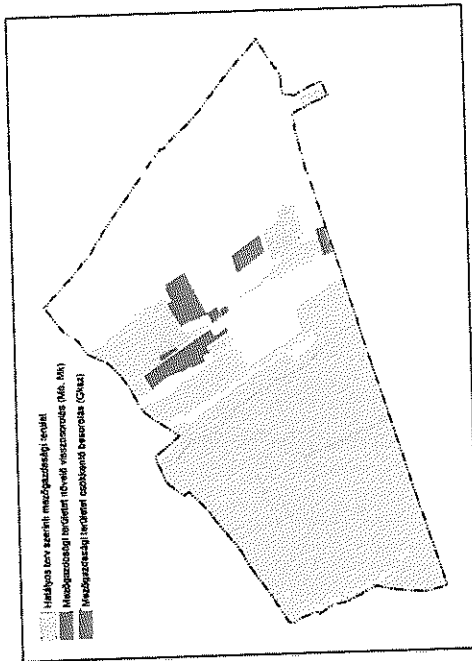 Hatályos terv szerinti mezőgazdasági terület
Mezőgazdasági területet növelő visszasorolás (Má, Mk)
Mezőgazdasági területet csökkentő besorolás (Gksz)